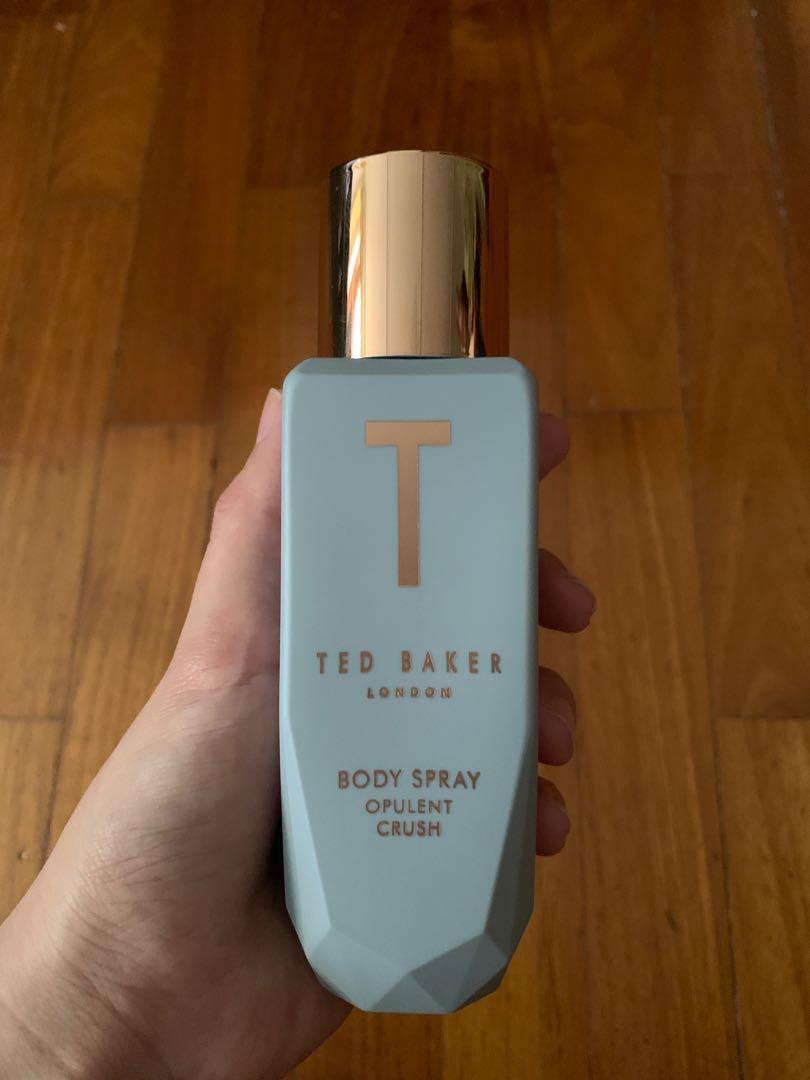 T
TED BAKER
LONDON
BODY SPRAY
OPULENT
CRUSH